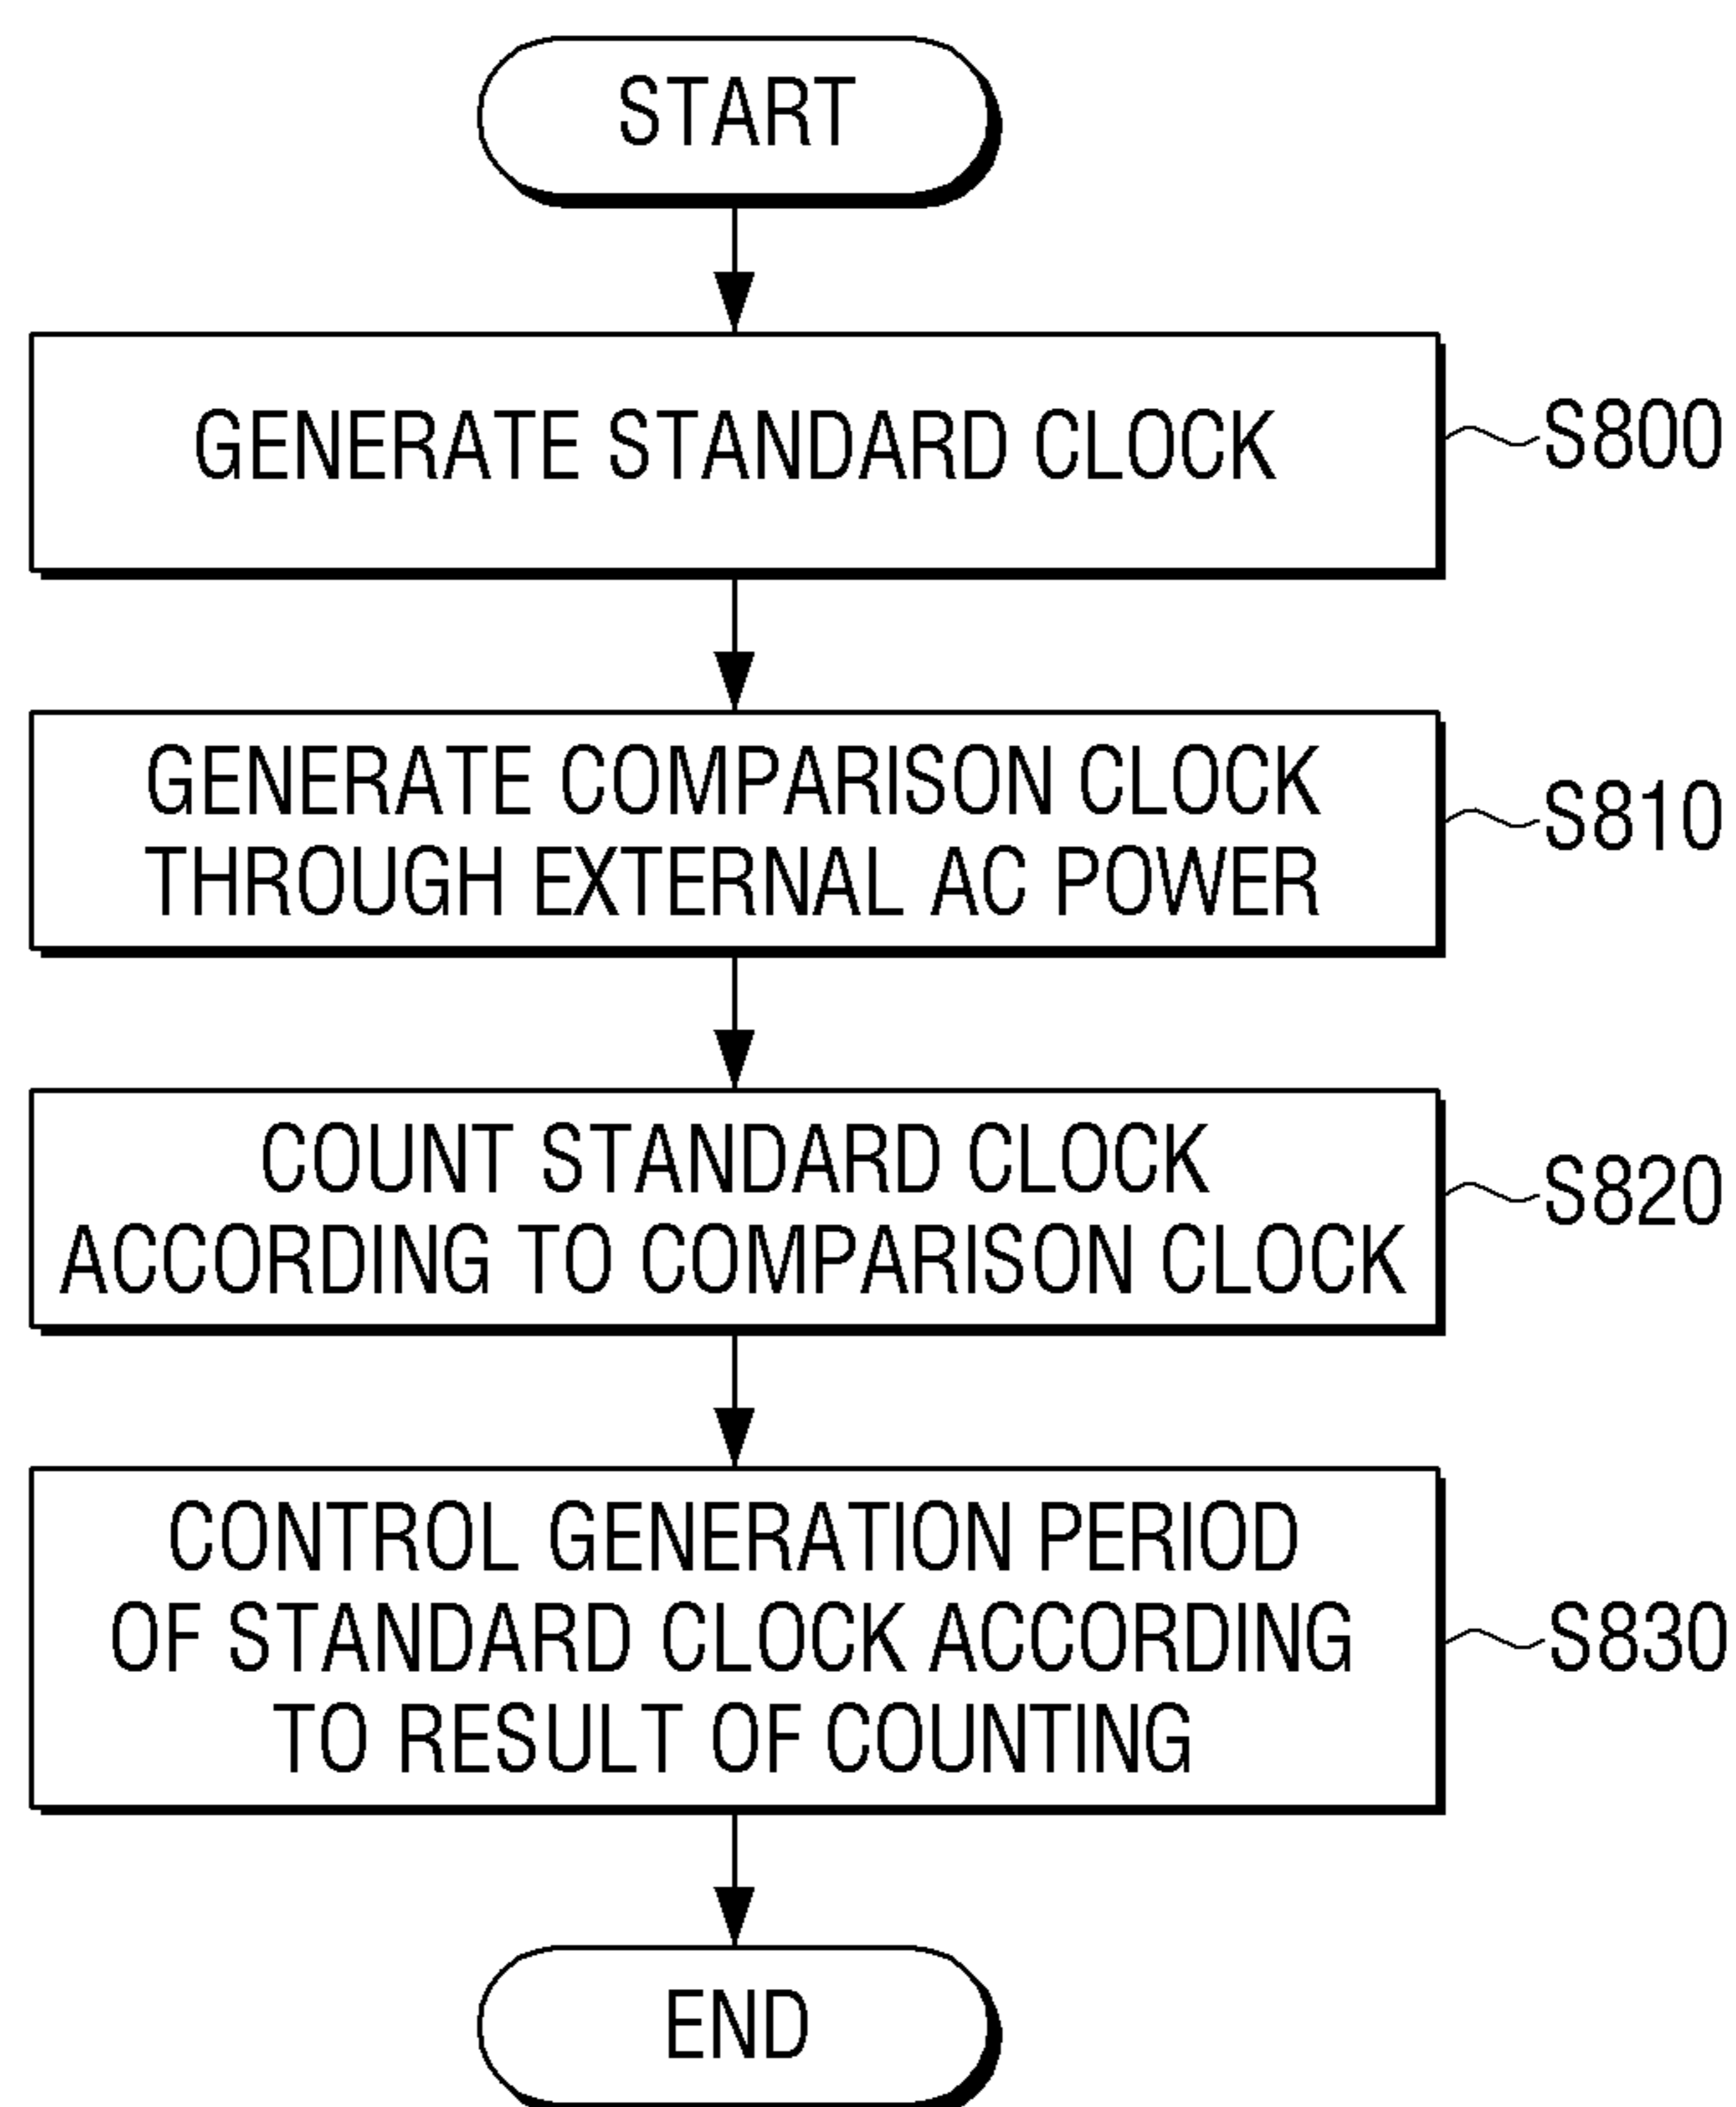 START
GENERATE STANDARD CLOCK
S800
GENERATE COMPARISON CLOCK
THROUGH EXTERNAL AC POWER
S810
COUNT STANDARD CLOCK
ACCORDING TO COMPARISON CLOCK
S820
CONTROL GENERATION PERIOD
OF STANDARD CLOCK ACCORDING
TO RESULT OF COUNTING
S830
END